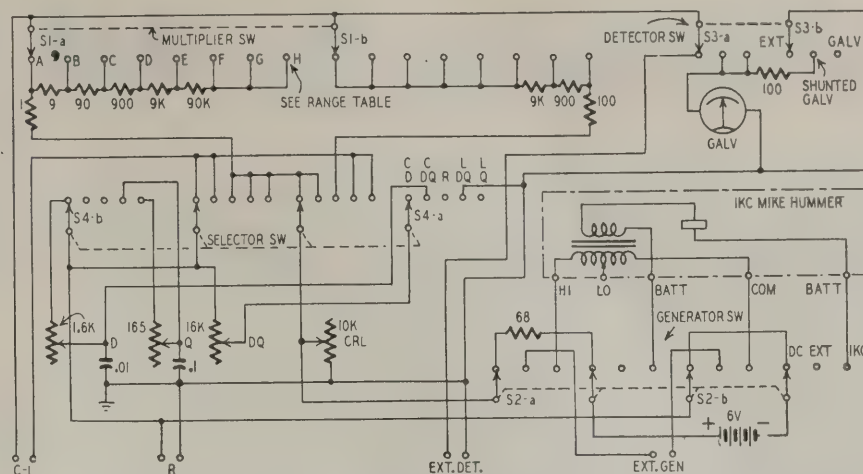 S1-a
MULTIPLIER SW
S1-b
DETECTOR SW
S3-a
S3-b
EXT
GALV
A B C D E F G H
SEE RANGE TABLE
1 9 90 900 9K 90K
9K 900 100
100
SHUNTED
GALV
GALV
C C R L L
D DQ DQ Q
S4-b
S4-a
SELECTOR SW
1KC MIKE HUMMER
HI LO BATT COM BATT
GENERATOR SW
1.6K D 165 Q 16K DQ 10K
CRL
.01 .1
68
DC EXT 1KC
S2-a
S2-b
+ 6V −
C-L R EXT. DET. EXT. GEN